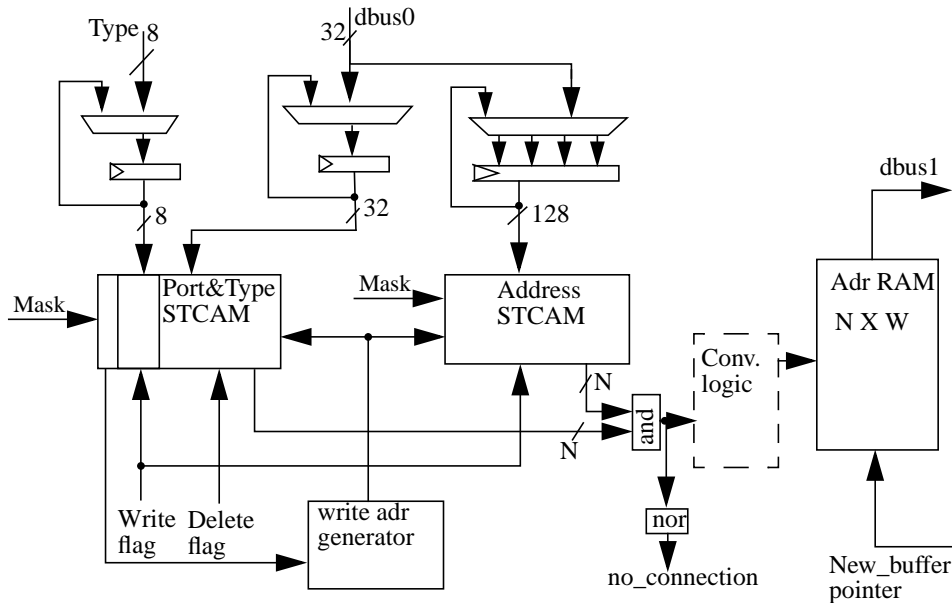 Type
8
32
dbus0
8
32
128
dbus1
Mask
Port&Type
STCAM
Mask
Address
STCAM
Adr RAM
N X W
Conv.
logic
N
and
N
Write
flag
Delete
flag
write adr
generator
nor
no_connection
New_buffer
pointer